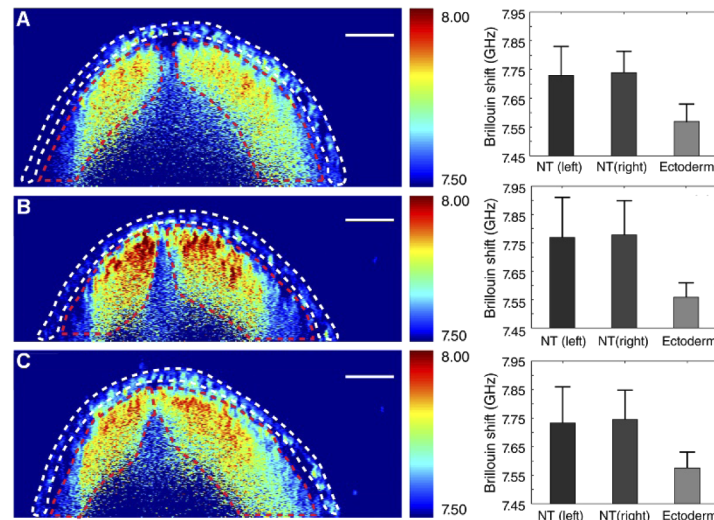 A
8.00
7.50
Brillouin shift (GHz)
7.95
7.85
7.75
7.65
7.55
7.45
NT (left)
NT(right)
Ectoderm
B
8.00
7.50
Brillouin shift (GHz)
7.95
7.85
7.75
7.65
7.55
7.45
NT (left)
NT(right)
Ectoderm
C
8.00
7.50
Brillouin shift (GHz)
7.95
7.85
7.75
7.65
7.55
7.45
NT (left)
NT(right)
Ectoderm